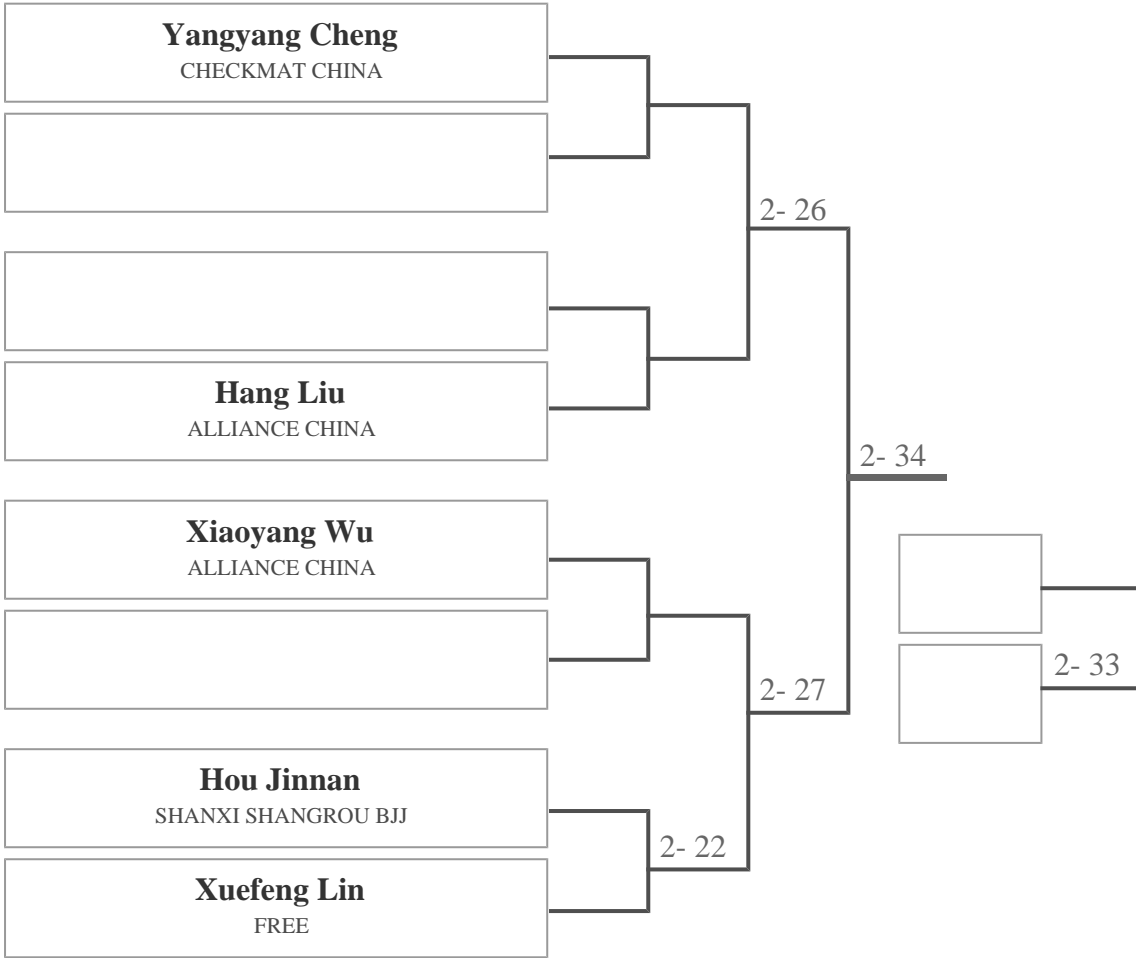 Yangyang Cheng
CHECKMAT CHINA
2- 26
Hang Liu
ALLIANCE CHINA
2- 34
Xiaoyang Wu
ALLIANCE CHINA
2- 33
2- 27
Hou Jinnan
SHANXI SHANGROU BJJ
2- 22
Xuefeng Lin
FREE